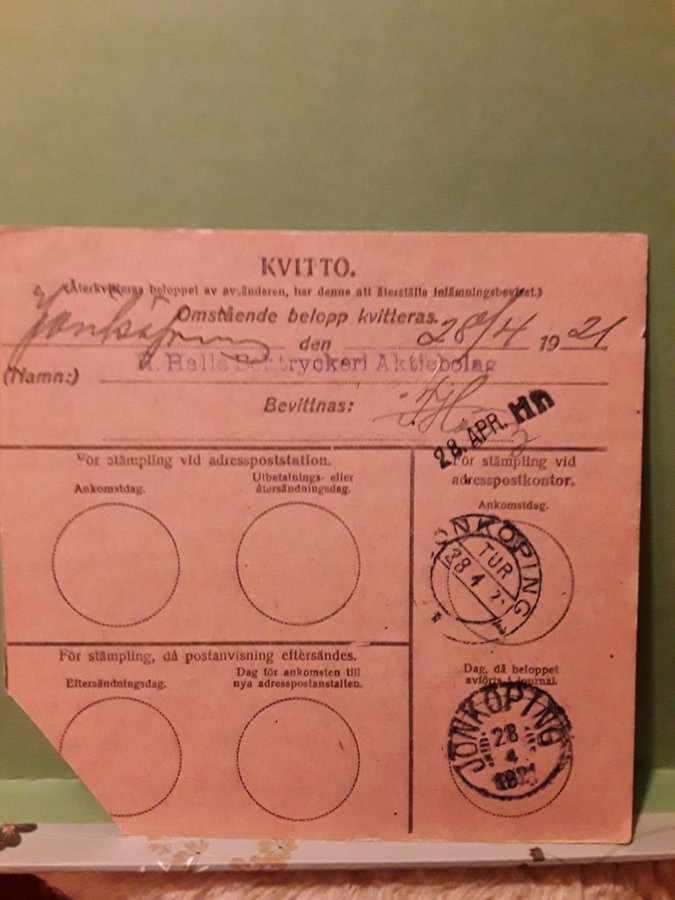 KVITTO.
(Återkvitteras beloppet av avsändaren, har denne att återställa inlämningsbeviset.)
Omstående belopp kvitteras.
Jönköping den 28/4 1921
(Namn:) H. Halls Boktryckeri Aktiebolag
Bevittnas:
28. APR.
För stämpling vid adresspoststation.
Ankomstdag.
Utbetalnings- eller
återsändningsdag.
För stämpling vid
adresspostkontor.
Ankomstdag.
JÖNKÖPING
TUR
28 4 21
För stämpling, då postanvisning eftersändes.
Eftersändningsdag.
Dag för ankomsten till
nya adresspostanstalten.
Dag, då beloppet
avförts i journal.
JÖNKÖPING
28
4
1921